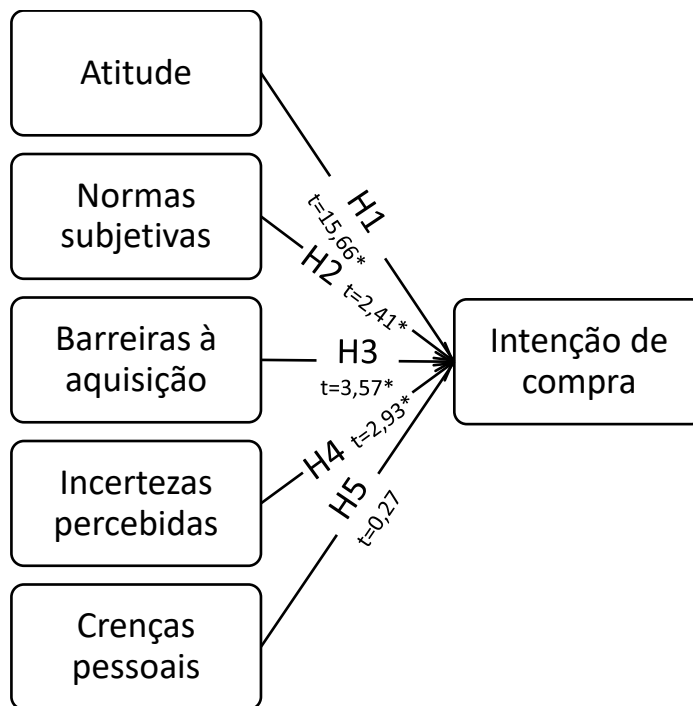 Atitude
Normas
subjetivas
Barreiras à
aquisição
Incertezas
percebidas
Crenças
pessoais
H1
t=15,66*
H2
t=2,41*
H3
t=3,57*
H4
t=2,93*
H5
t=0,27
Intenção de
compra